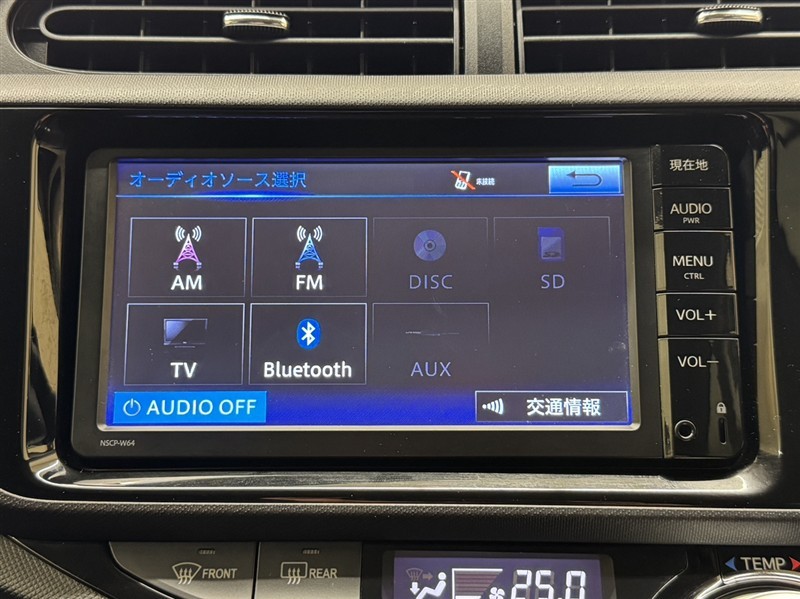 オーディオソース選択
未接続
現在地
AUDIO
PWR
AM
FM
DISC
SD
MENU
CTRL
VOL+
TV
Bluetooth
AUX
VOL−
AUDIO OFF
交通情報
NSCP-W64
FRONT
REAR
25.0
TEMP